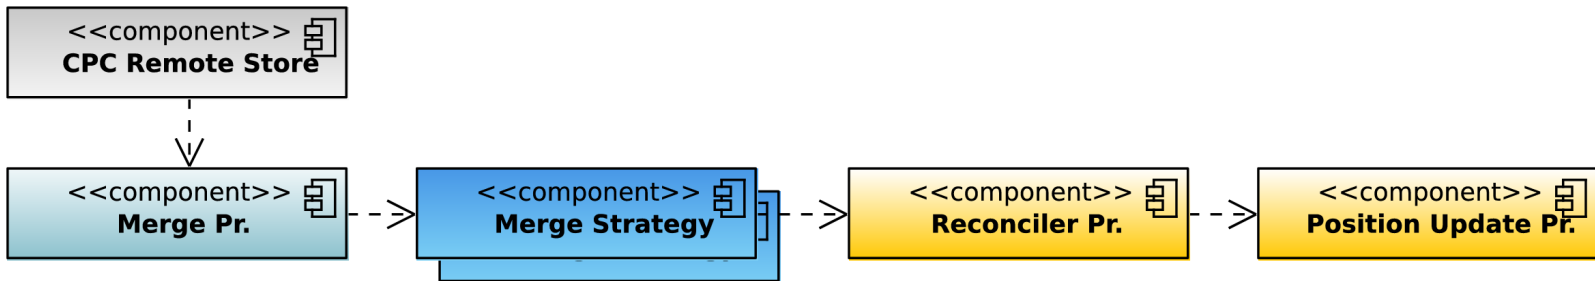 <<component>>
CPC Remote Store
<<component>>
Merge Pr.
<<component>>
Merge Strategy
<<component>>
Reconciler Pr.
<<component>>
Position Update Pr.